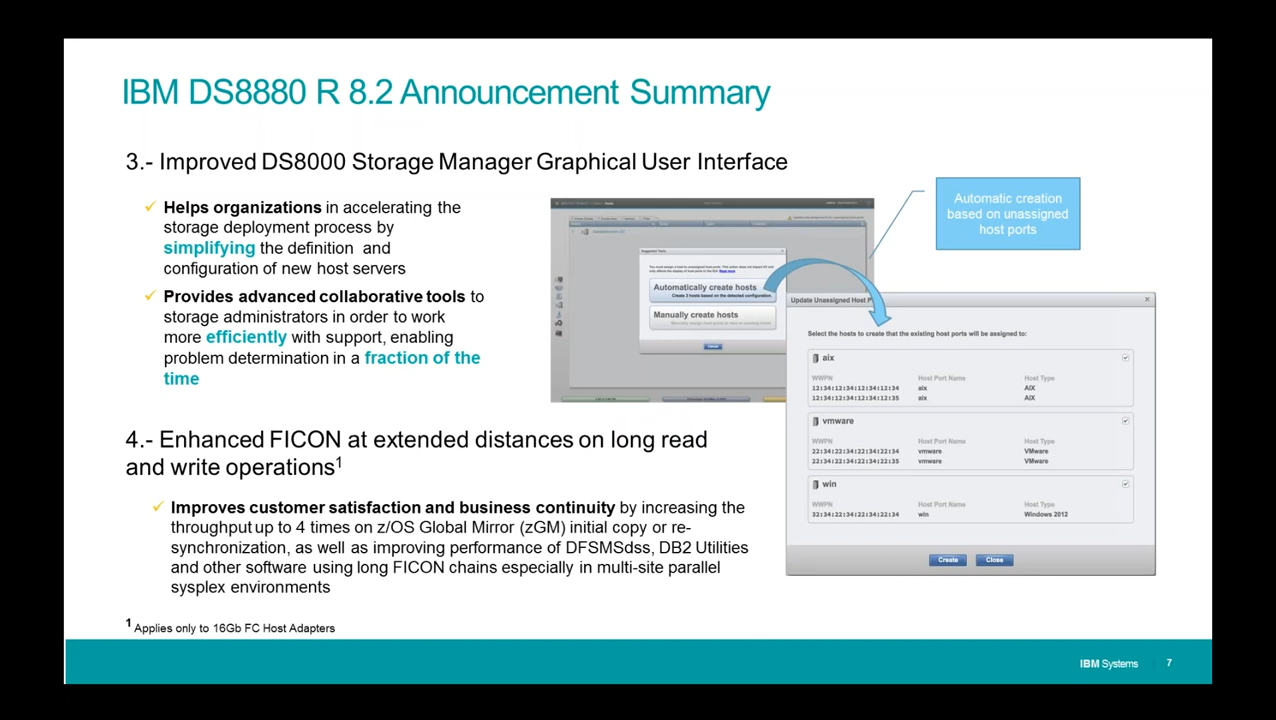 IBM DS8880 R 8.2 Announcement Summary
3.- Improved DS8000 Storage Manager Graphical User Interface
✓ Helps organizations in accelerating the
storage deployment process by
simplifying the definition and
configuration of new host servers
✓ Provides advanced collaborative tools to
storage administrators in order to work
more efficiently with support, enabling
problem determination in a fraction of the
time
Automatic creation
based on unassigned
host ports
Automatically create hosts
Create 3 hosts based on the detected configuration.
Manually create hosts
Update Unassigned Host
Select the hosts to create that the existing host ports will be assigned to:
aix
WWPN Host Port Name Host Type
12:34:12:34:12:34:12:34 aix AIX
12:34:12:34:12:34:12:35 aix AIX
vmware
WWPN Host Port Name Host Type
22:34:22:34:22:34:22:34 vmware VMware
22:34:22:34:22:34:22:35 vmware VMware
win
WWPN Host Port Name Host Type
32:34:22:34:22:34:22:34 win Windows 2012
Create Close
4.- Enhanced FICON at extended distances on long read
and write operations1
✓ Improves customer satisfaction and business continuity by increasing the
throughput up to 4 times on z/OS Global Mirror (zGM) initial copy or re-
synchronization, as well as improving performance of DFSMSdss, DB2 Utilities
and other software using long FICON chains especially in multi-site parallel
sysplex environments
1 Applies only to 16Gb FC Host Adapters
IBM Systems 7